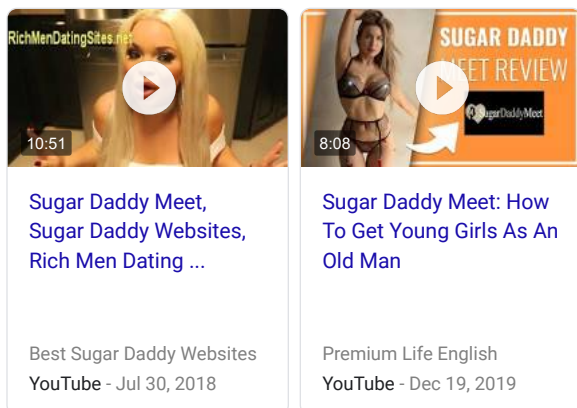 RichMenDatingSites.net
10:51
Sugar Daddy Meet,
Sugar Daddy Websites,
Rich Men Dating ...
Best Sugar Daddy Websites
YouTube - Jul 30, 2018
SUGAR DADDY
MEET REVIEW
SugarDaddyMeet
8:08
Sugar Daddy Meet: How
To Get Young Girls As An
Old Man
Premium Life English
YouTube - Dec 19, 2019